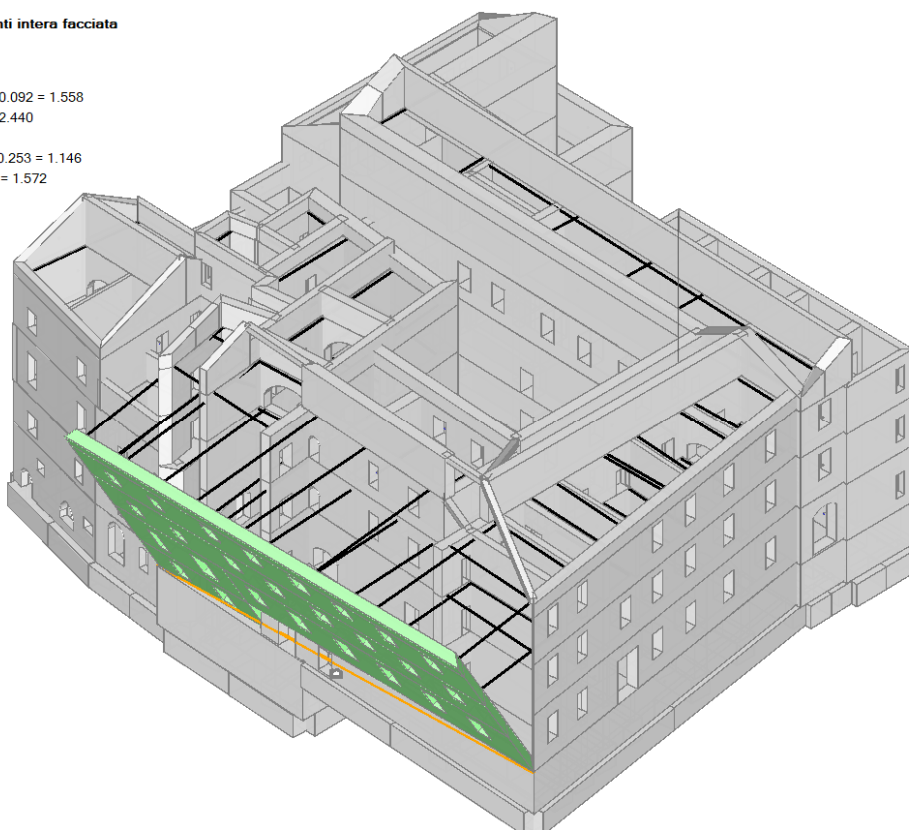 nti intera facciata
0.092 = 1.558
2.440
0.253 = 1.146
= 1.572